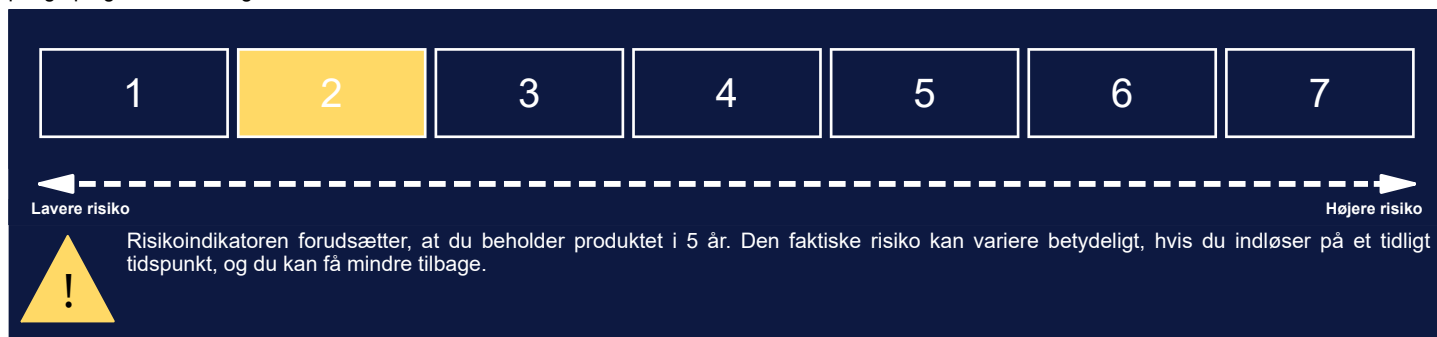 1 2 3 4 5 6 7
Lavere risiko Højere risiko
Risikoindikatoren forudsætter, at du beholder produktet i 5 år. Den faktiske risiko kan variere betydeligt, hvis du indløser på et tidligt
tidspunkt, og du kan få mindre tilbage.
!